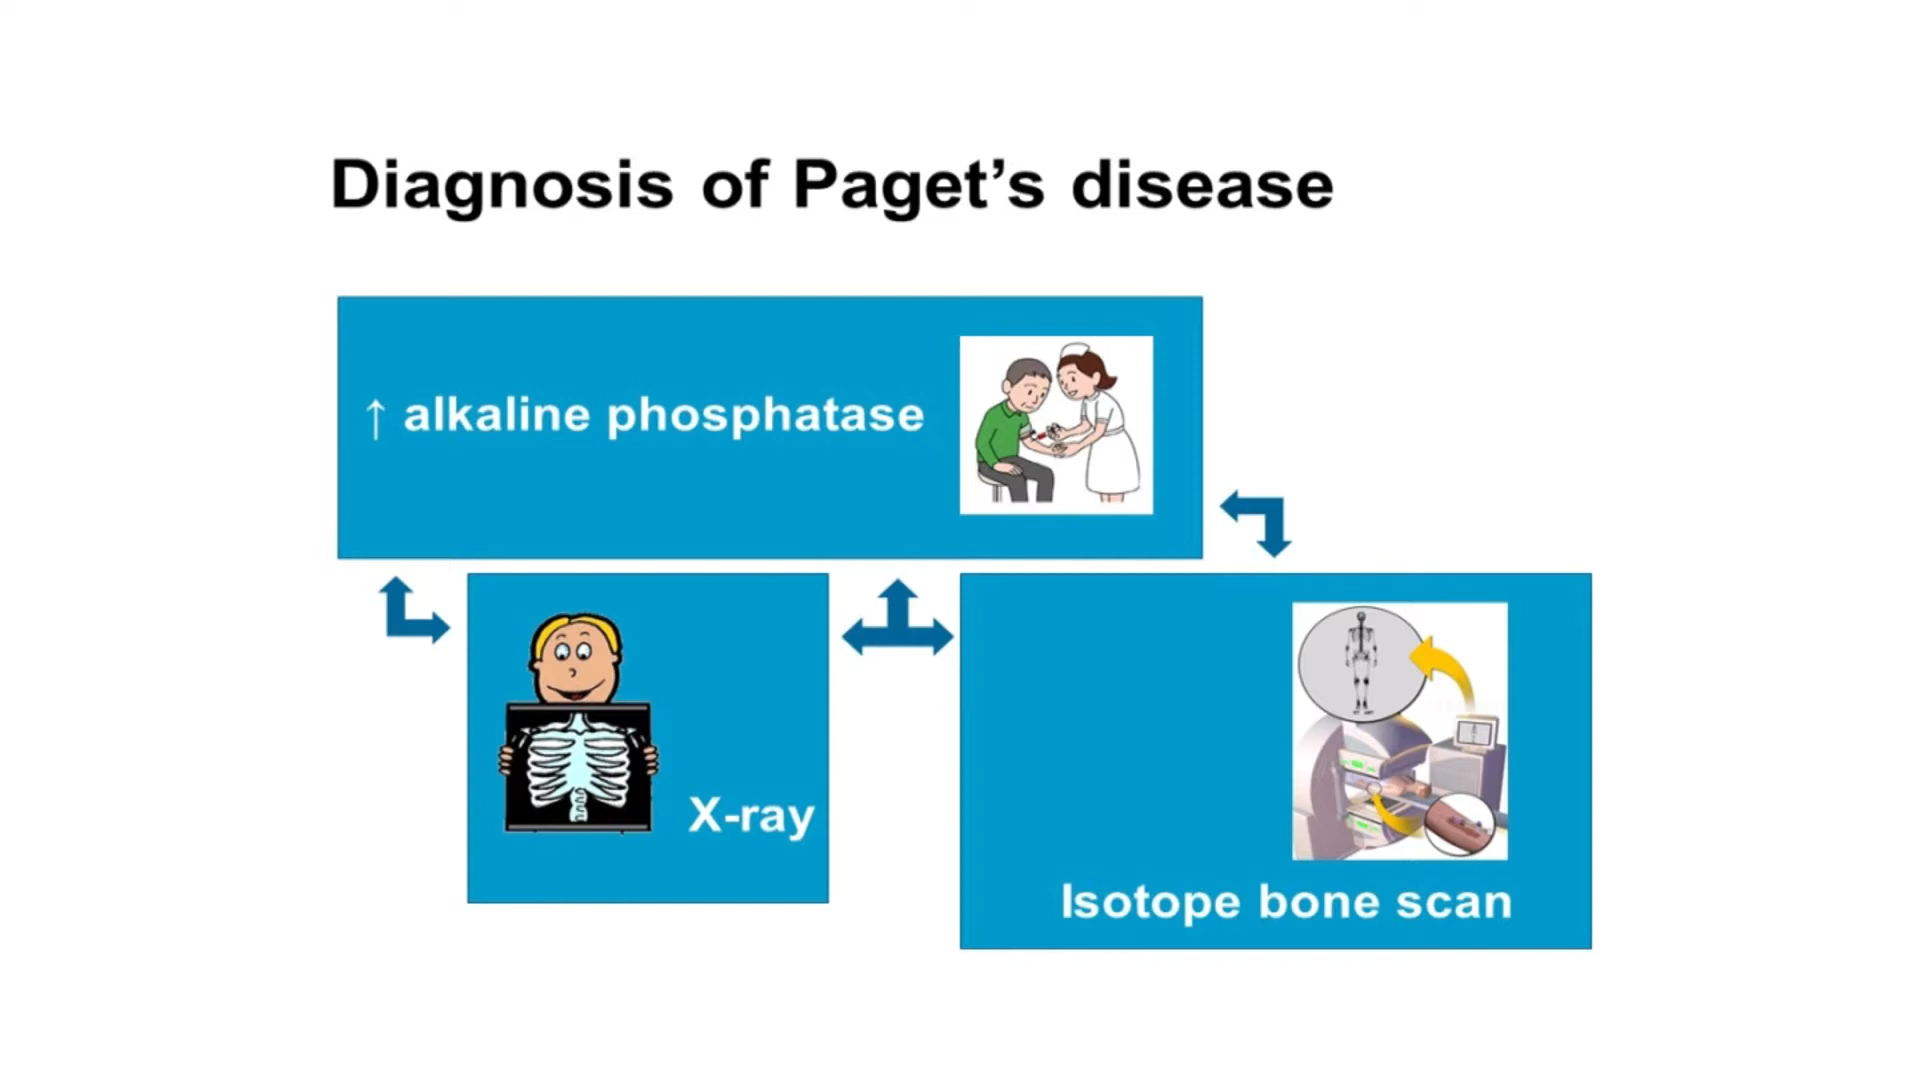 Diagnosis of Paget’s disease
↑ alkaline phosphatase
X-ray
Isotope bone scan